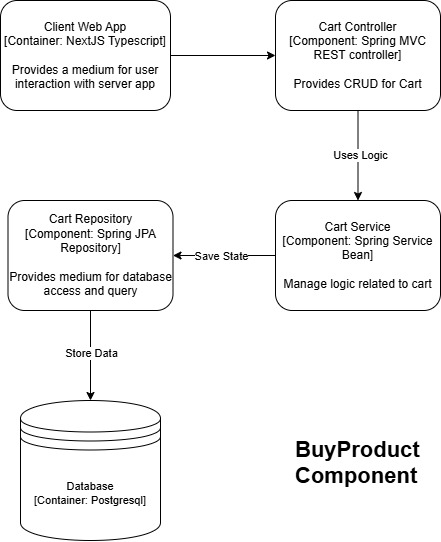 Client Web App
[Container: NextJS Typescript]
Provides a medium for user
interaction with server app
Cart Controller
[Component: Spring MVC
REST controller]
Provides CRUD for Cart
Uses Logic
Cart Service
[Component: Spring Service
Bean]
Manage logic related to cart
Save State
Cart Repository
[Component: Spring JPA
Repository]
Provides medium for database
access and query
Store Data
Database
[Container: Postgresql]
BuyProduct
Component